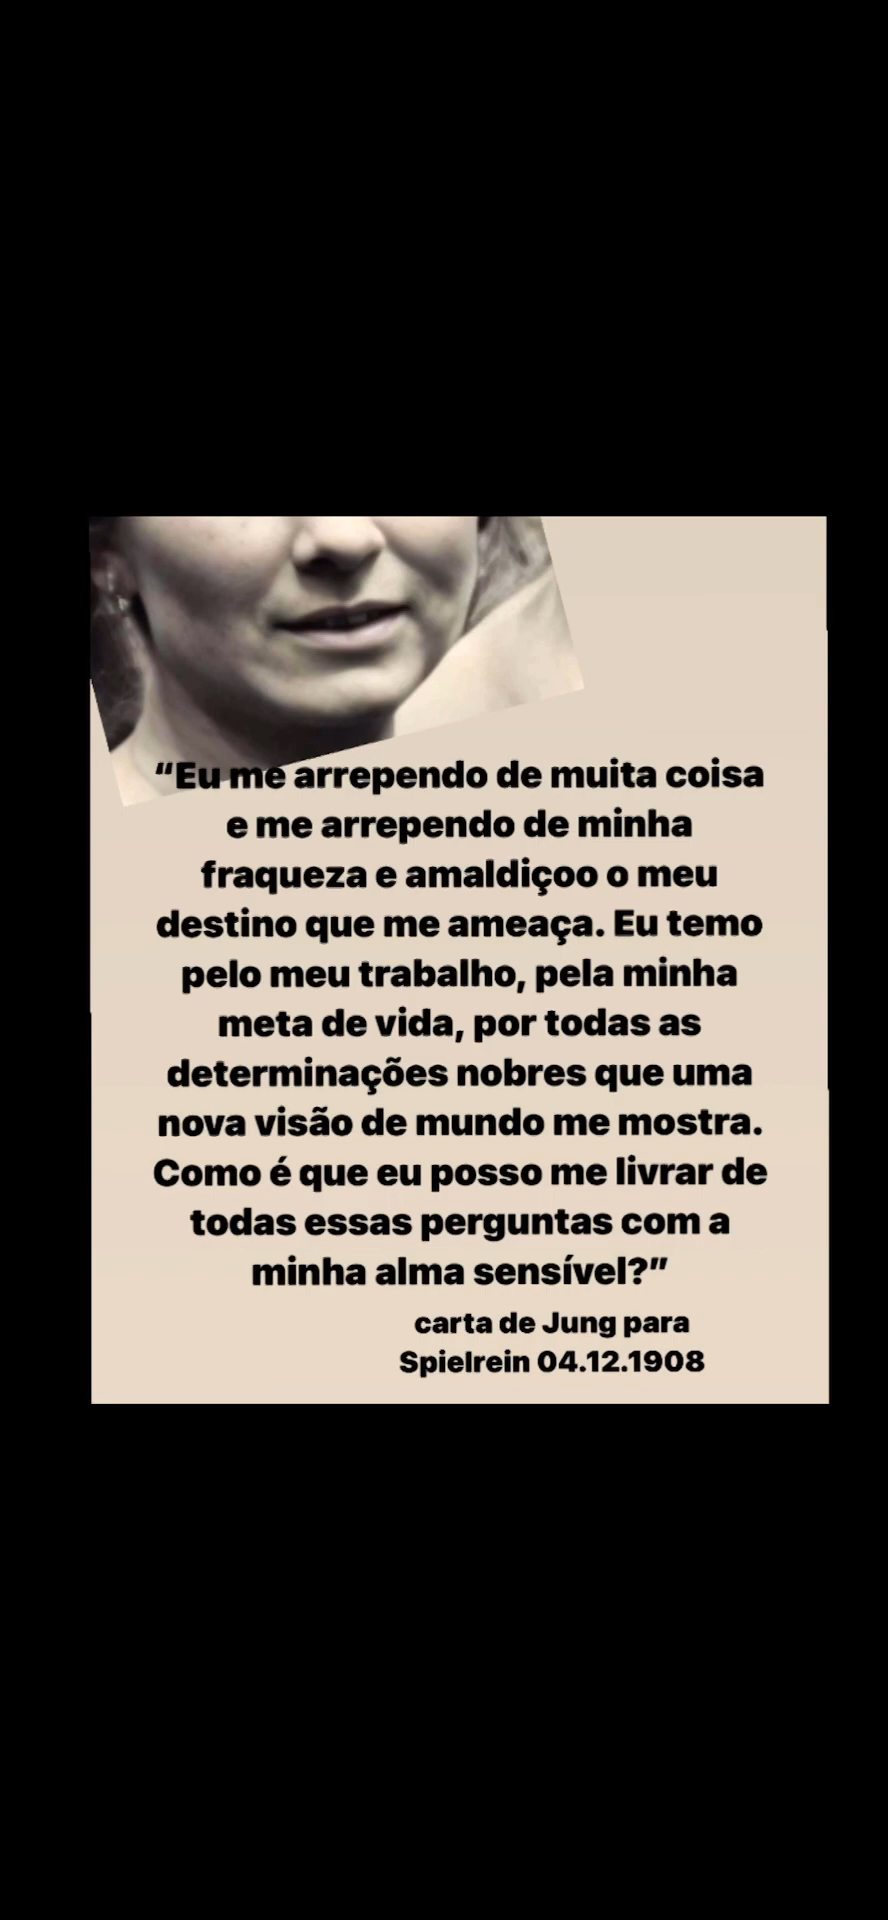 “Eu me arrependo de muita coisa
e me arrependo de minha
fraqueza e amaldiçoo o meu
destino que me ameaça. Eu temo
pelo meu trabalho, pela minha
meta de vida, por todas as
determinações nobres que uma
nova visão de mundo me mostra.
Como é que eu posso me livrar de
todas essas perguntas com a
minha alma sensível?”
carta de Jung para
Spielrein 04.12.1908